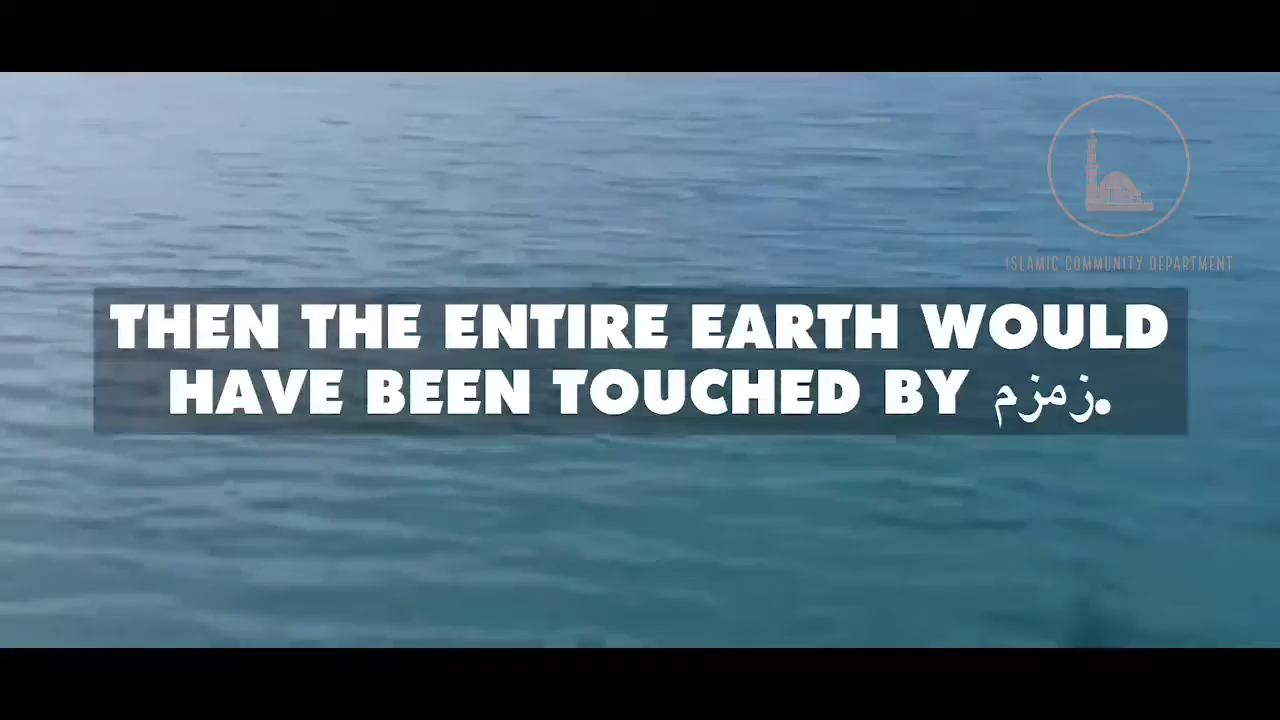 ISLAMIC COMMUNITY DEPARTMENT
THEN THE ENTIRE EARTH WOULD
HAVE BEEN TOUCHED BY زمزم.